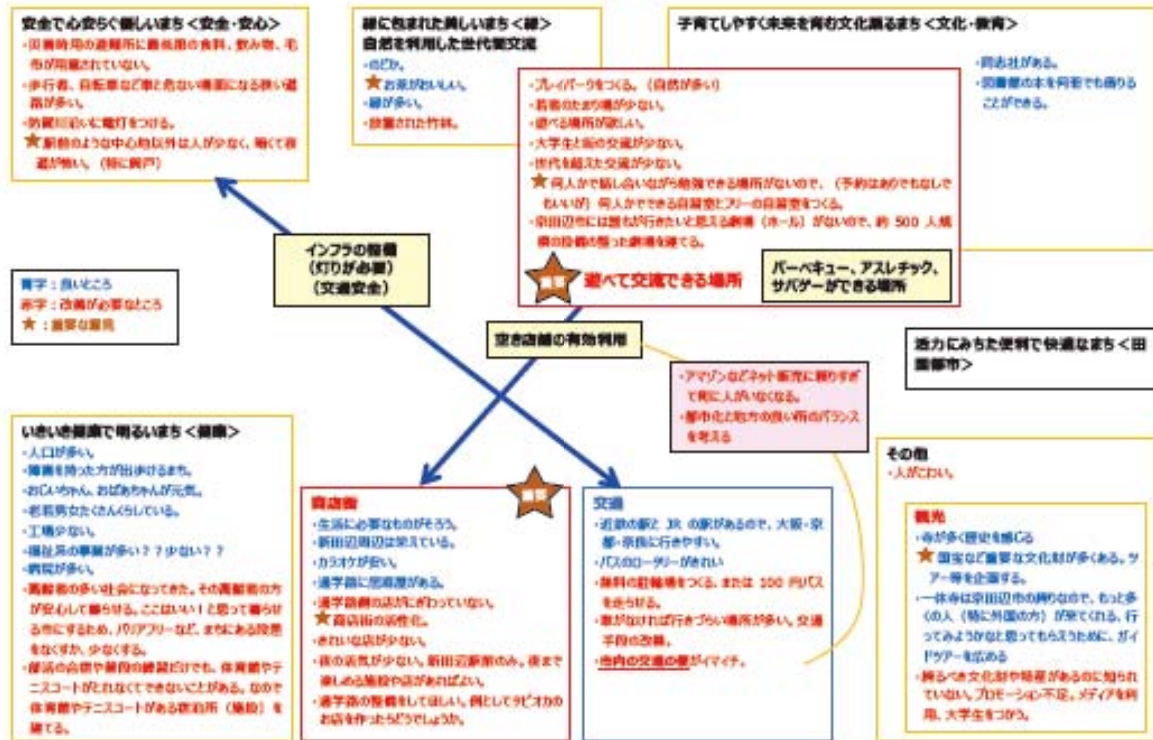 安全で心安らぐ優しいまち＜安全・安心＞
・災害時用の避難所に最低限の食料、飲み物、毛
布が用意されていない。
・歩行者、自転車など車と危ない場面になる狭い道
路が多い。
・防賀川沿いに電灯をつける。
★駅前のような中心地以外は人が少なく、暗くて夜
道が怖い。（特に興戸）
緑に包まれた美しいまち＜緑＞
自然を利用した世代間交流
・のどか。
★お茶がおいしい。
・緑が多い。
・放置された竹林。
子育てしやすく未来を育む文化薫るまち＜文化・教育＞
・同志社がある。
・図書館の本を何冊でも借りる
ことができる。
・プレイパークをつくる。（自然が多い）
・若者のたまり場が少ない。
・遊べる場所が欲しい。
・大学生と街の交流が少ない。
・世代を超えた交流が少ない。
★何人かで話し合いながら勉強できる場所がないので、（予約はありでもなしで
もいいが）何人かでできる自習室とフリーの自習室をつくる。
・京田辺市には誰もが行きたいと思える劇場（ホール）がないので、約 500 人規
模の設備の整った劇場を建てる。
重要
遊べて交流できる場所
バーベキュー、アスレチック、
サバゲーができる場所
インフラの整備
（灯りが必要）
（交通安全）
青字：良いところ
赤字：改善が必要なところ
★：重要な意見
空き店舗の有効利用
活力にみちた便利で快適なまち＜田
園都市＞
・アマゾンなどネット販売に頼りすぎ
て町に人がいなくなる。
・都市化と地方の良い所のバランス
を考える
いきいき健康で明るいまち＜健康＞
・人口が多い。
・障害を持った方が出歩けるまち。
・おじいちゃん、おばあちゃんが元気。
・老若男女たくさんくらしている。
・工場少ない。
・福祉系の事業が多い？？少ない？？
・病院が多い。
・高齢者の多い社会になってきた。その高齢者の方
が安心して暮らせる。ここはいい！と思って暮らせ
る市にするため、バリアフリーなど、まちにある段差
をなくすか、少なくする。
・部活の合宿や普段の練習だけでも、体育館やテ
ニスコートがとれなくてできないことがある。なので
体育館やテニスコートがある宿泊所（施設）を
建てる。
重要
商店街
・生活に必要なものがそろう。
・新田辺周辺は栄えている。
・カラオケが安い。
・通学路に居酒屋がある。
・通学路側の店がにぎわっていない。
★商店街の活性化。
・きれいな店が少ない。
・夜の活気が少ない。新田辺駅前のみ。夜まで
楽しめる施設や店があればよい。
・通学路の整備をしてほしい。例としてタピオカの
お店を作ったらどうでしょうか。
交通
・近鉄の駅と JR の駅があるので、大阪・京
都・奈良に行きやすい。
・バスのロータリーがきれい
・無料の駐輪場をつくる、または 100 円バス
を走らせる。
・車がなければ行きづらい場所が多い。交通
手段の改善。
・市内の交通の便がイマイチ。
その他
・人がこわい。
観光
・寺が多く歴史を感じる
★国宝など重要な文化財が多くある。ツ
アー等を企画する。
・一休寺は京田辺市の誇りなので、もっと多
くの人（特に外国の方）が来てくれる、行
ってみようかなと思ってもらえうために、ガイ
ドツアーを広める
・誇るべき文化財や特産があるのに知られ
ていない。プロモーション不足。メディアを利
用、大学生をつかう。